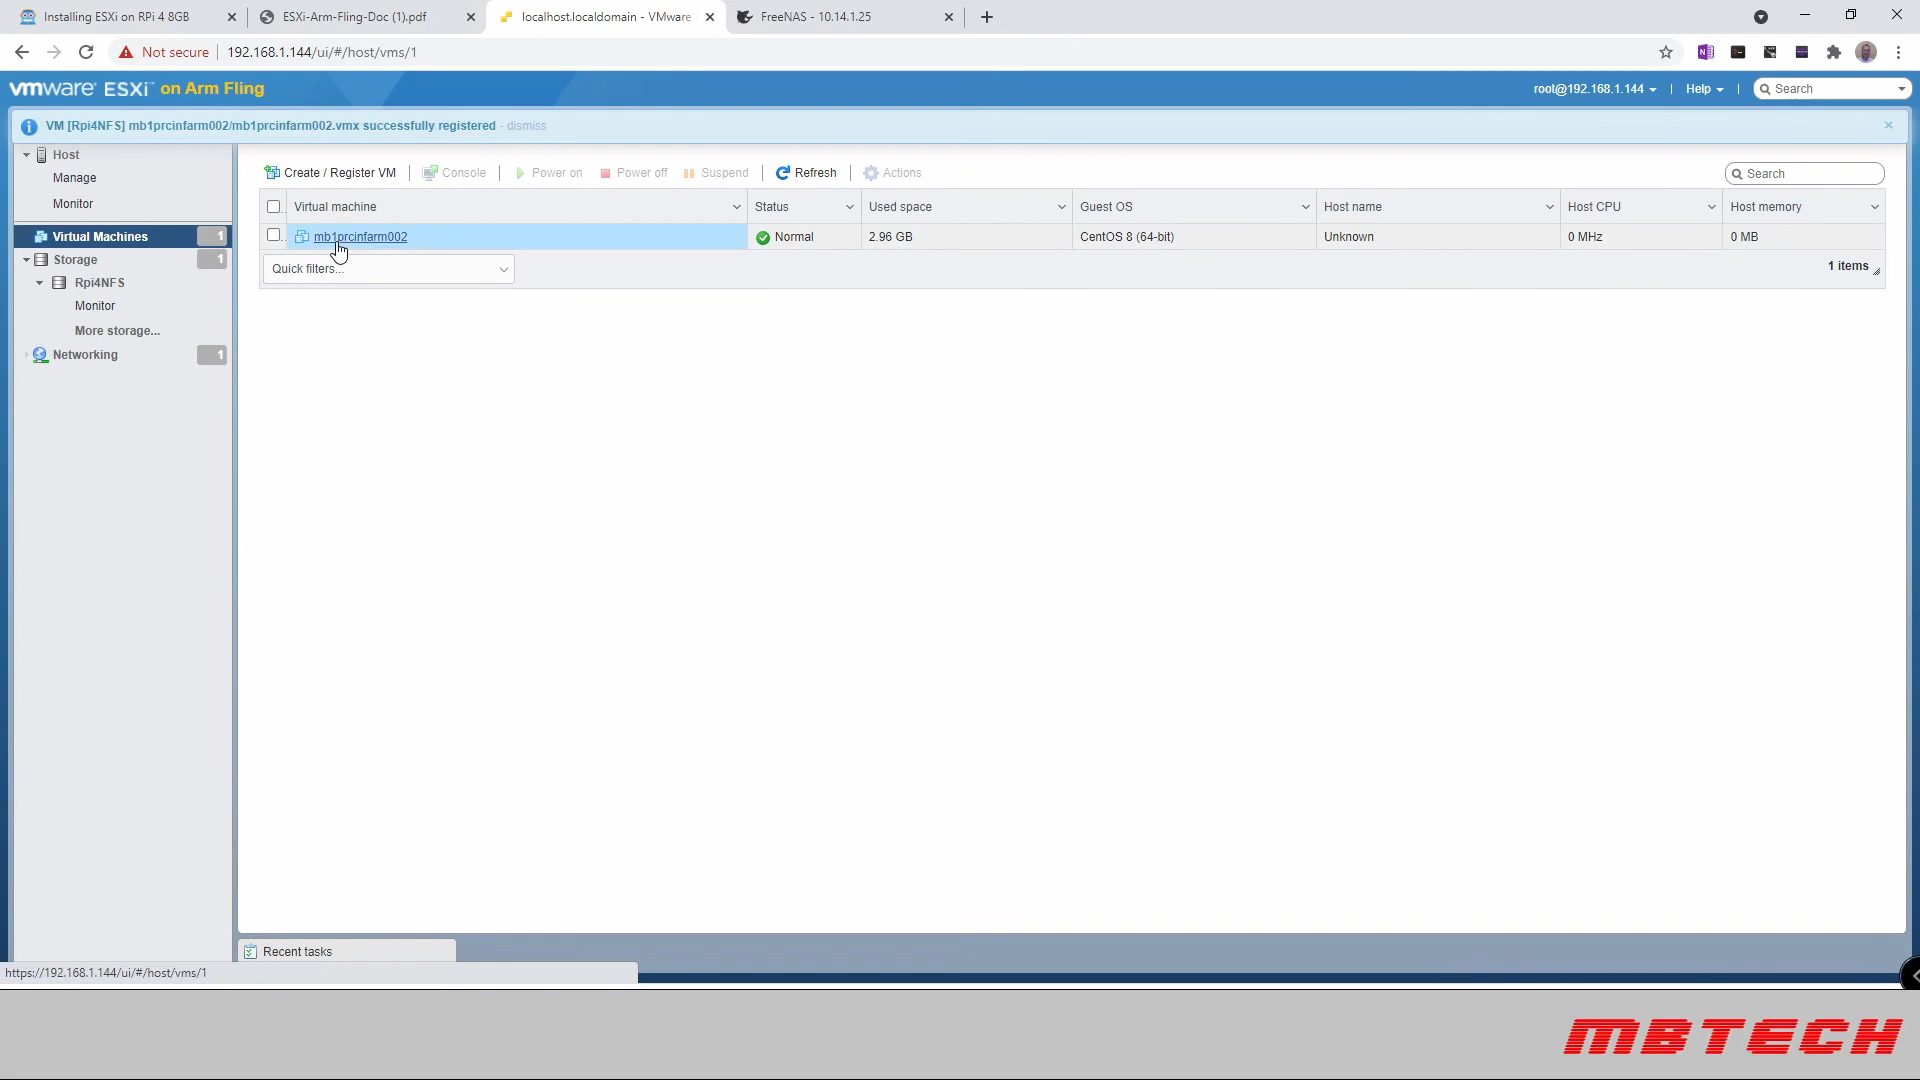 Installing ESXi on RPi 4 8GB
ESXi-Arm-Fling-Doc (1).pdf
localhost.localdomain - VMware
FreeNAS - 10.14.1.25
Not secure
192.168.1.144/ui/#/host/vms/1
vmware ESXi on Arm Fling
root@192.168.1.144
Help
Search
VM [Rpi4NFS] mb1prcinfarm002/mb1prcinfarm002.vmx successfully registered - dismiss
Host
Manage
Monitor
Virtual Machines 1
Storage 1
Rpi4NFS
Monitor
More storage...
Networking 1
Create / Register VM
Console
Power on
Power off
Suspend
Refresh
Actions
Search
Virtual machine Status Used space Guest OS Host name Host CPU Host memory
mb1prcinfarm002 Normal 2.96 GB CentOS 8 (64-bit) Unknown 0 MHz 0 MB
Quick filters...
1 items
Recent tasks
https://192.168.1.144/ui/#/host/vms/1
MBTECH